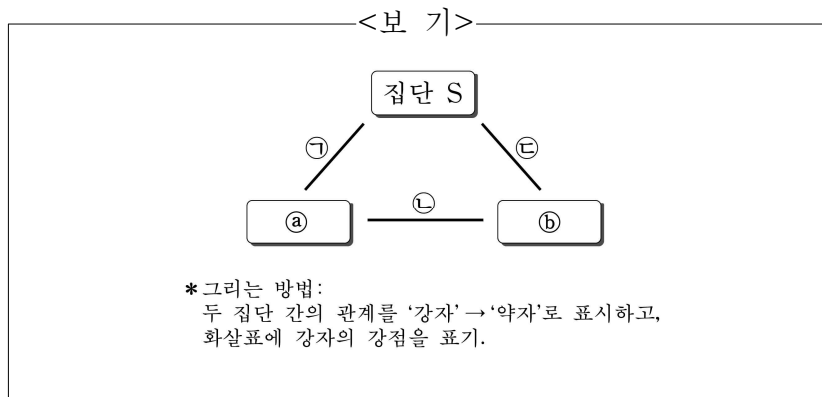 <보 기>
집단 S
㉠ ㉢
ⓐ ㉡ ⓑ
* 그리는 방법:
두 집단 간의 관계를 ‘강자’→‘약자’로 표시하고,
화살표에 강자의 강점을 표기.